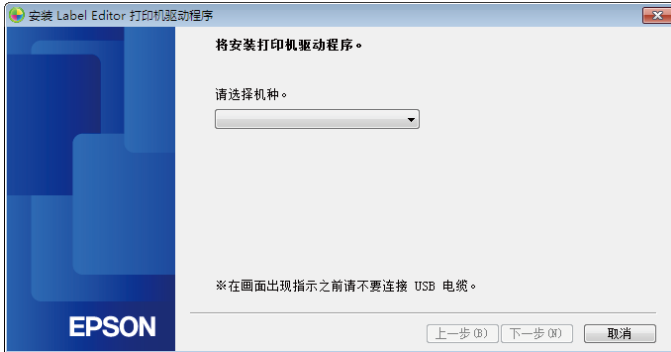 安装 Label Editor 打印机驱动程序
将安装打印机驱动程序。
请选择机种。
※在画面出现指示之前请不要连接 USB 电缆。
EPSON
上一步(B) 下一步(N) 取消